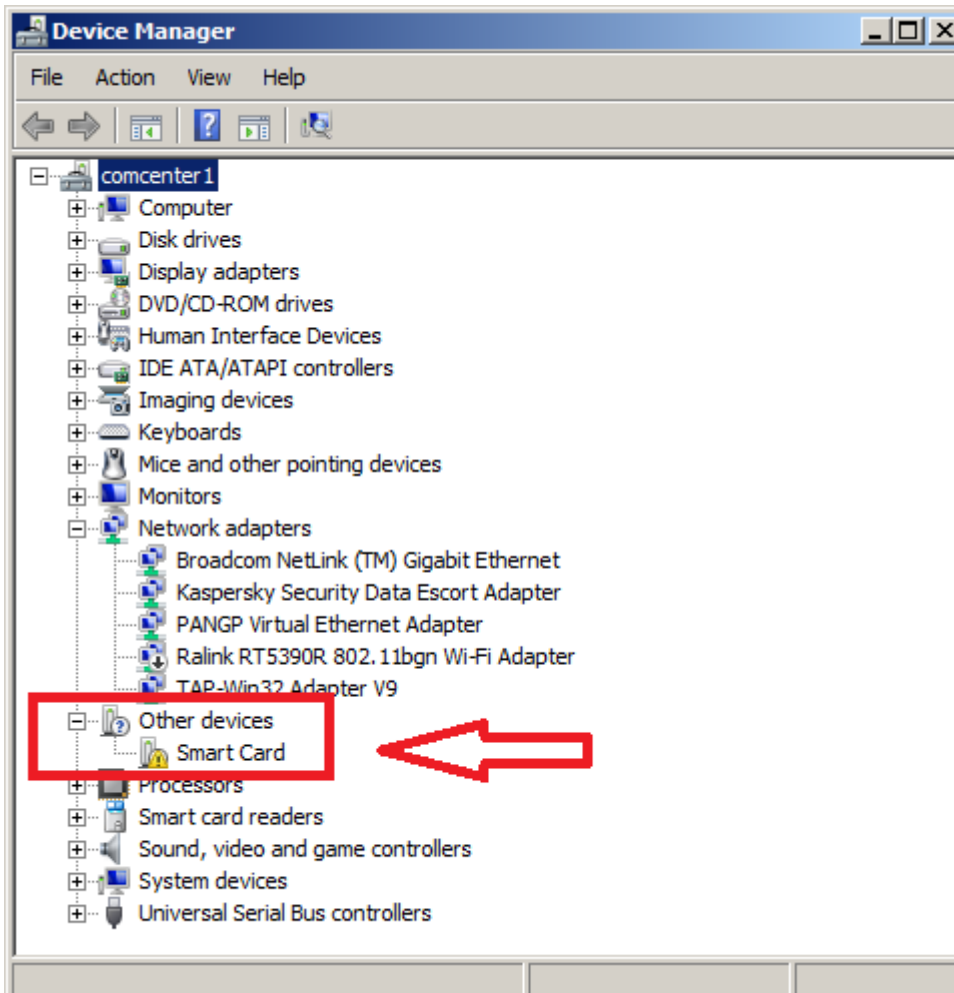 Device Manager
File Action View Help
comcenter1
Computer
Disk drives
Display adapters
DVD/CD-ROM drives
Human Interface Devices
IDE ATA/ATAPI controllers
Imaging devices
Keyboards
Mice and other pointing devices
Monitors
Network adapters
Broadcom NetLink (TM) Gigabit Ethernet
Kaspersky Security Data Escort Adapter
PANGP Virtual Ethernet Adapter
Ralink RT5390R 802.11bgn Wi-Fi Adapter
TAP-Win32 Adapter V9
Other devices
Smart Card
Processors
Smart card readers
Sound, video and game controllers
System devices
Universal Serial Bus controllers